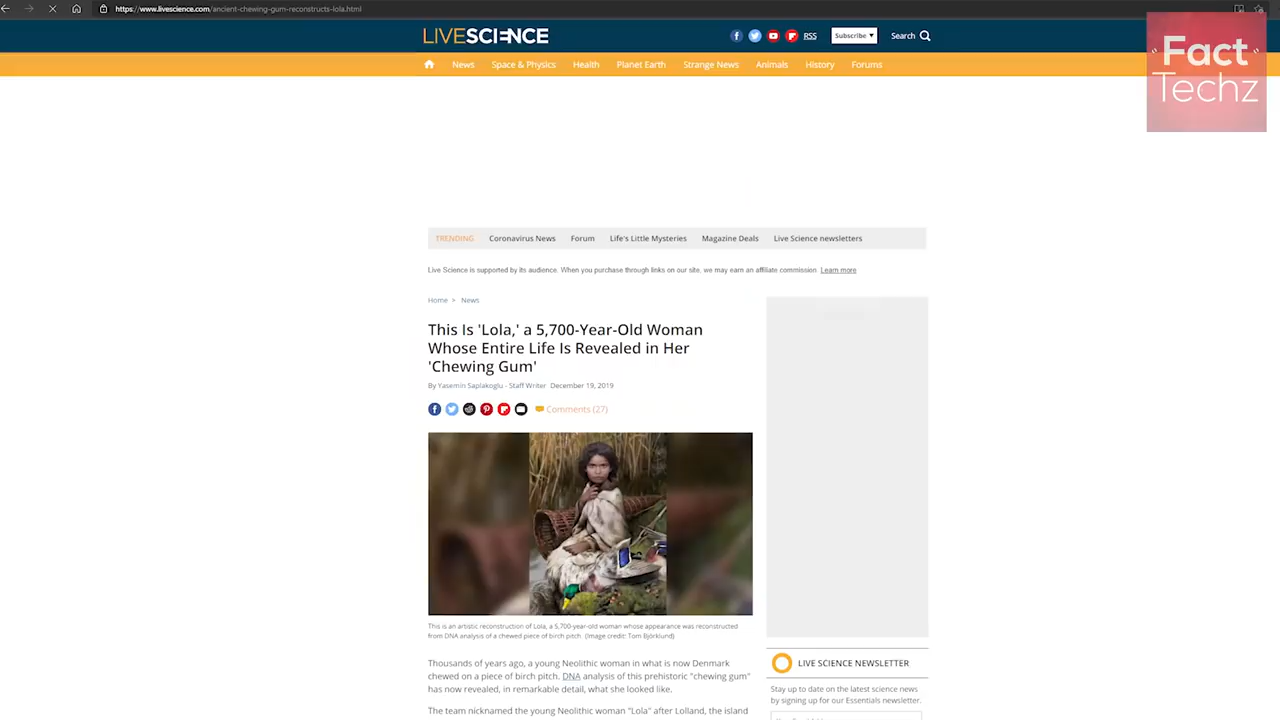 https://www.livescience.com/ancient-chewing-gum-reconstructs-lola.html
LIVESCIENCE
RSS
Subscribe ▼
Search
"Fact"
Techz
News
Space & Physics
Health
Planet Earth
Strange News
Animals
History
Forums
TRENDING
Coronavirus News
Forum
Life's Little Mysteries
Magazine Deals
Live Science newsletters
Live Science is supported by its audience. When you purchase through links on our site, we may earn an affiliate commission. Learn more
Home > News
This Is 'Lola,' a 5,700-Year-Old Woman
Whose Entire Life Is Revealed in Her
'Chewing Gum'
By Yasemin Saplakoglu - Staff Writer December 19, 2019
Comments (27)
This is an artistic reconstruction of Lola, a 5,700-year-old woman whose appearance was reconstructed
from DNA analysis of a chewed piece of birch pitch (Image credit: Tom Björklund)
Thousands of years ago, a young Neolithic woman in what is now Denmark
chewed on a piece of birch pitch. DNA analysis of this prehistoric "chewing gum"
has now revealed, in remarkable detail, what she looked like.
The team nicknamed the young Neolithic woman "Lola" after Lolland, the island
LIVE SCIENCE NEWSLETTER
Stay up to date on the latest science news
by signing up for our Essentials newsletter.